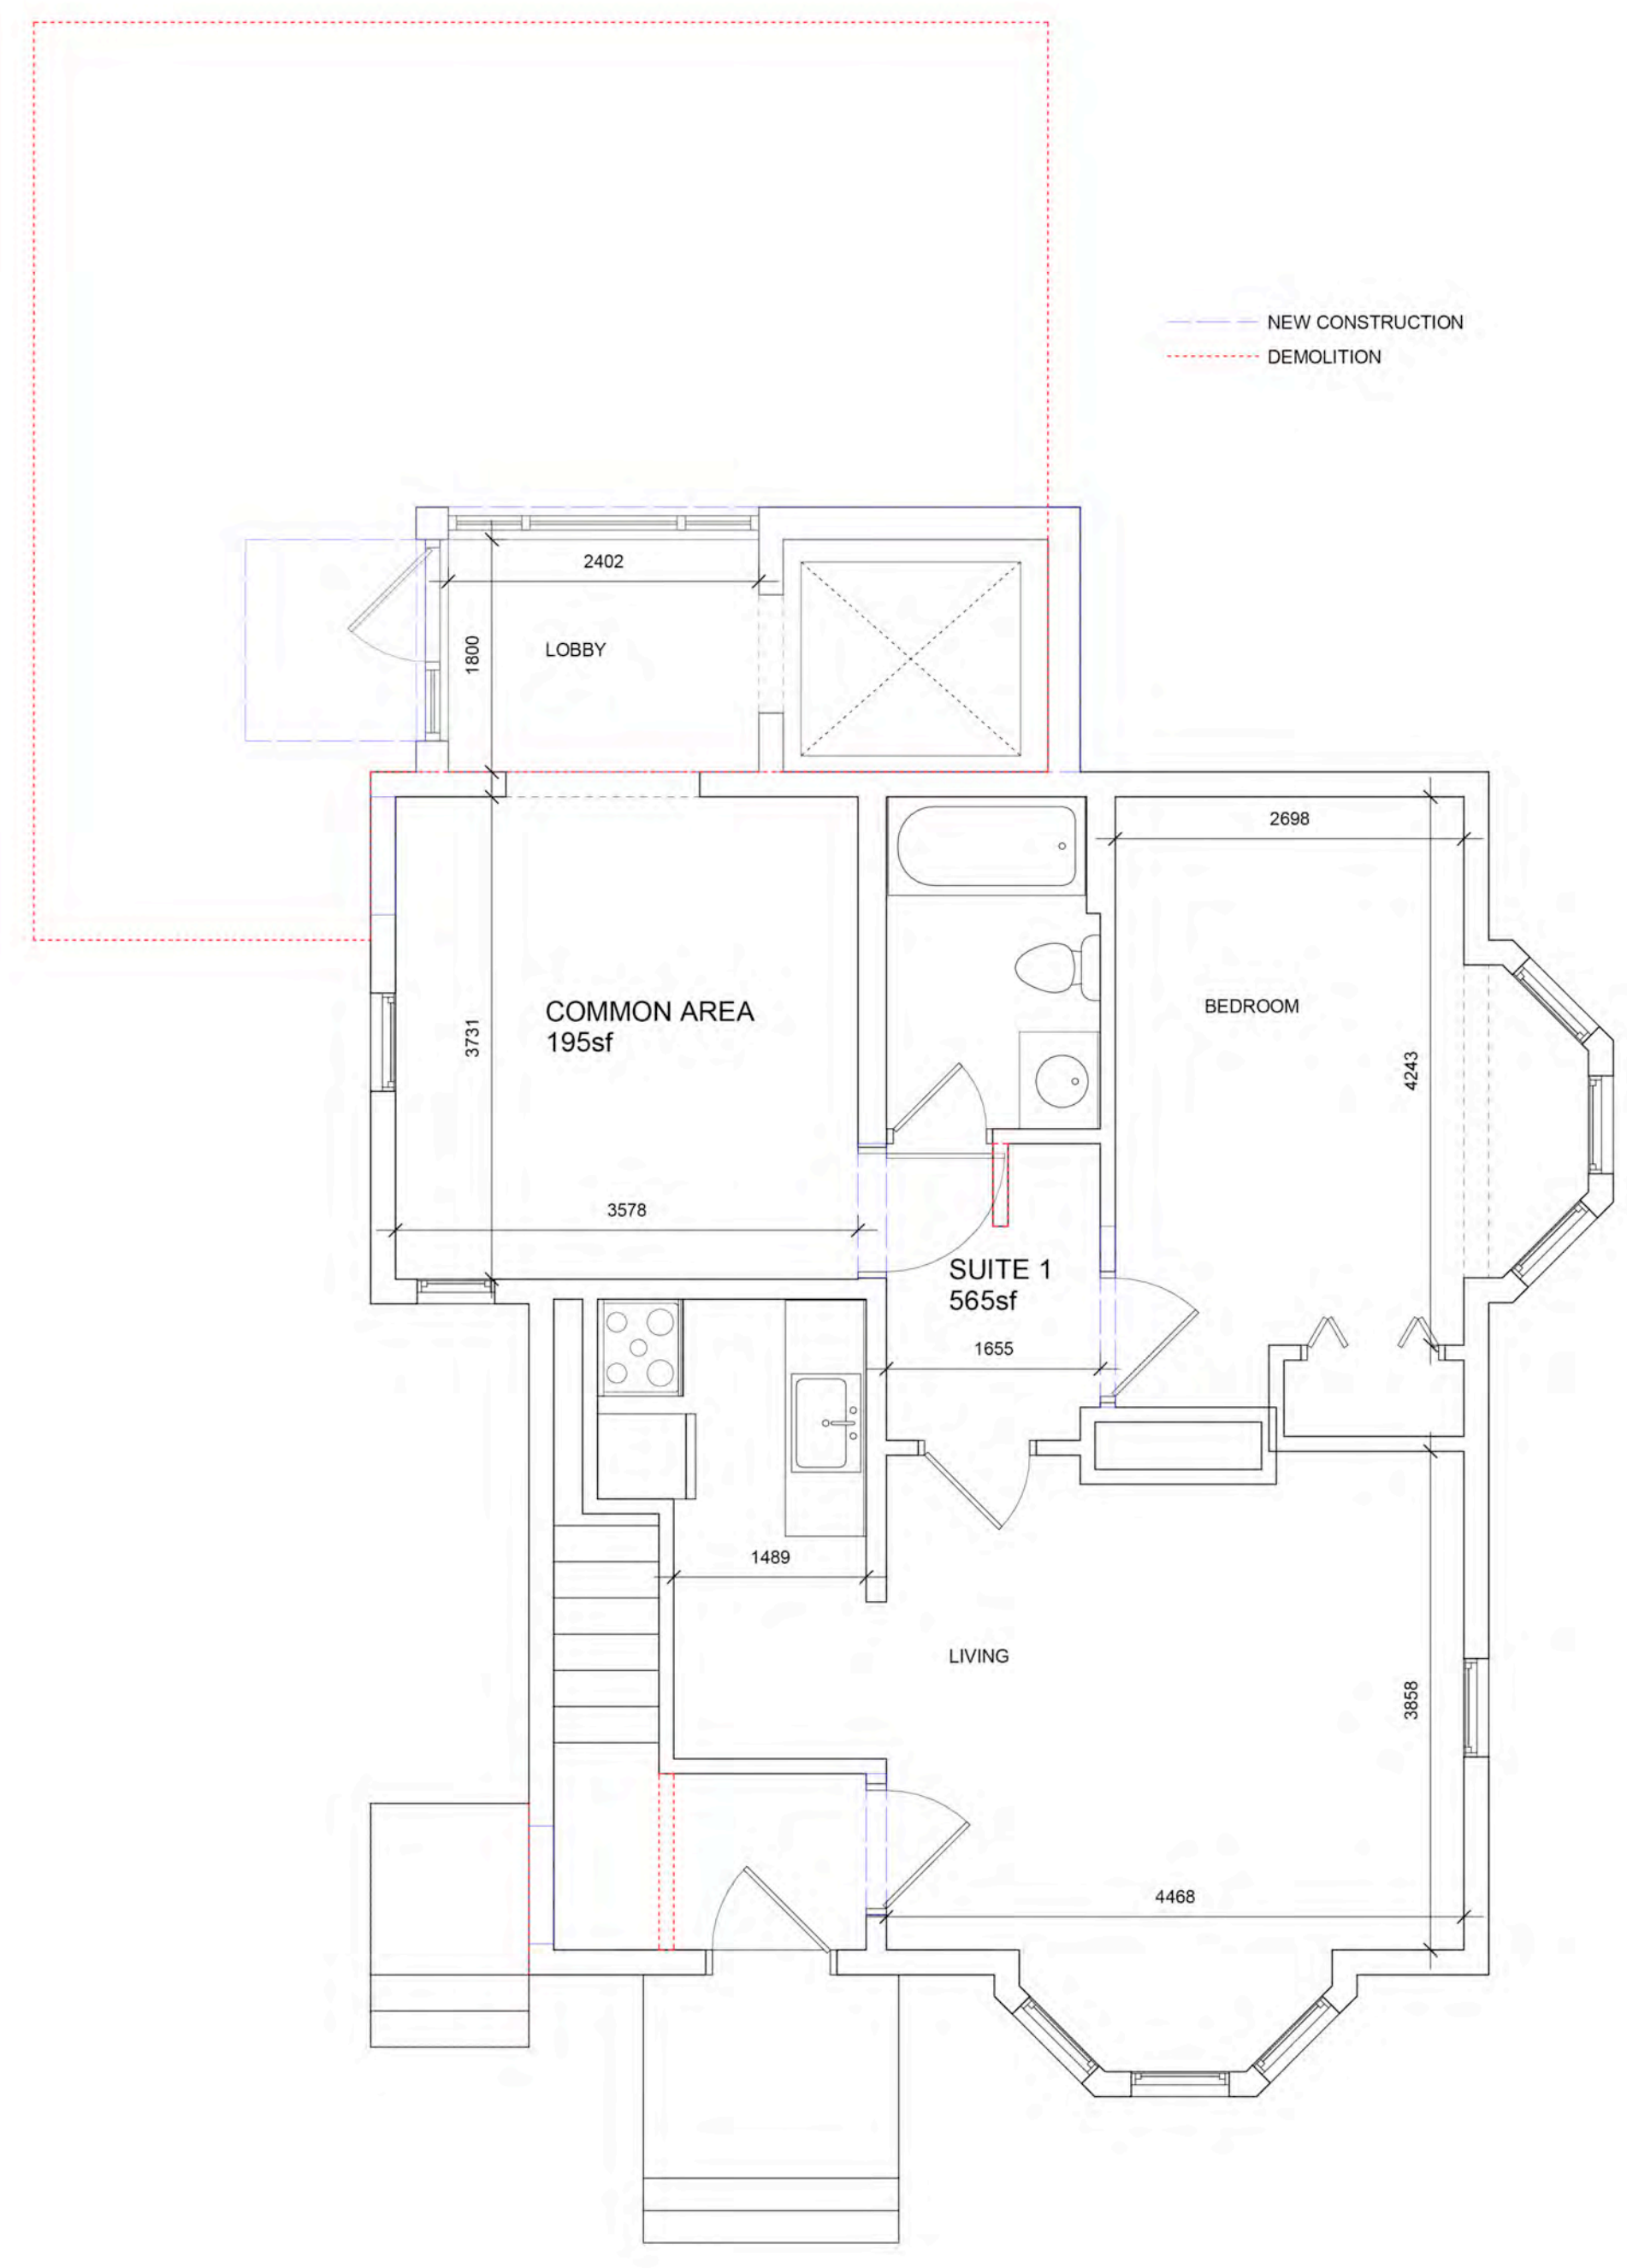 NEW CONSTRUCTION
DEMOLITION
2402
1800
LOBBY
2698
COMMON AREA
195sf
3731
BEDROOM
4243
3578
SUITE 1
565sf
1655
1489
LIVING
3858
4468